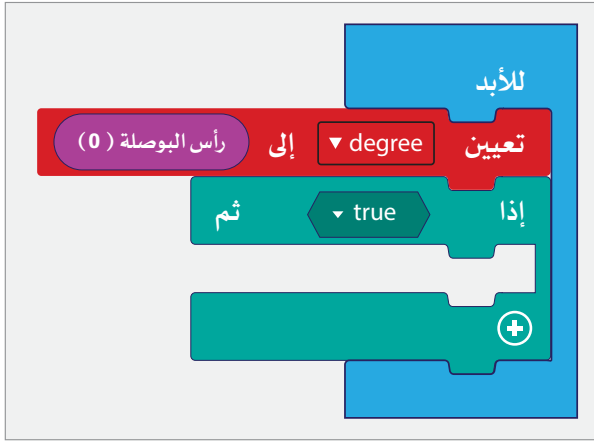 للأبد
تعيين degree إلى رأس البوصلة (0)
إذا true ثم